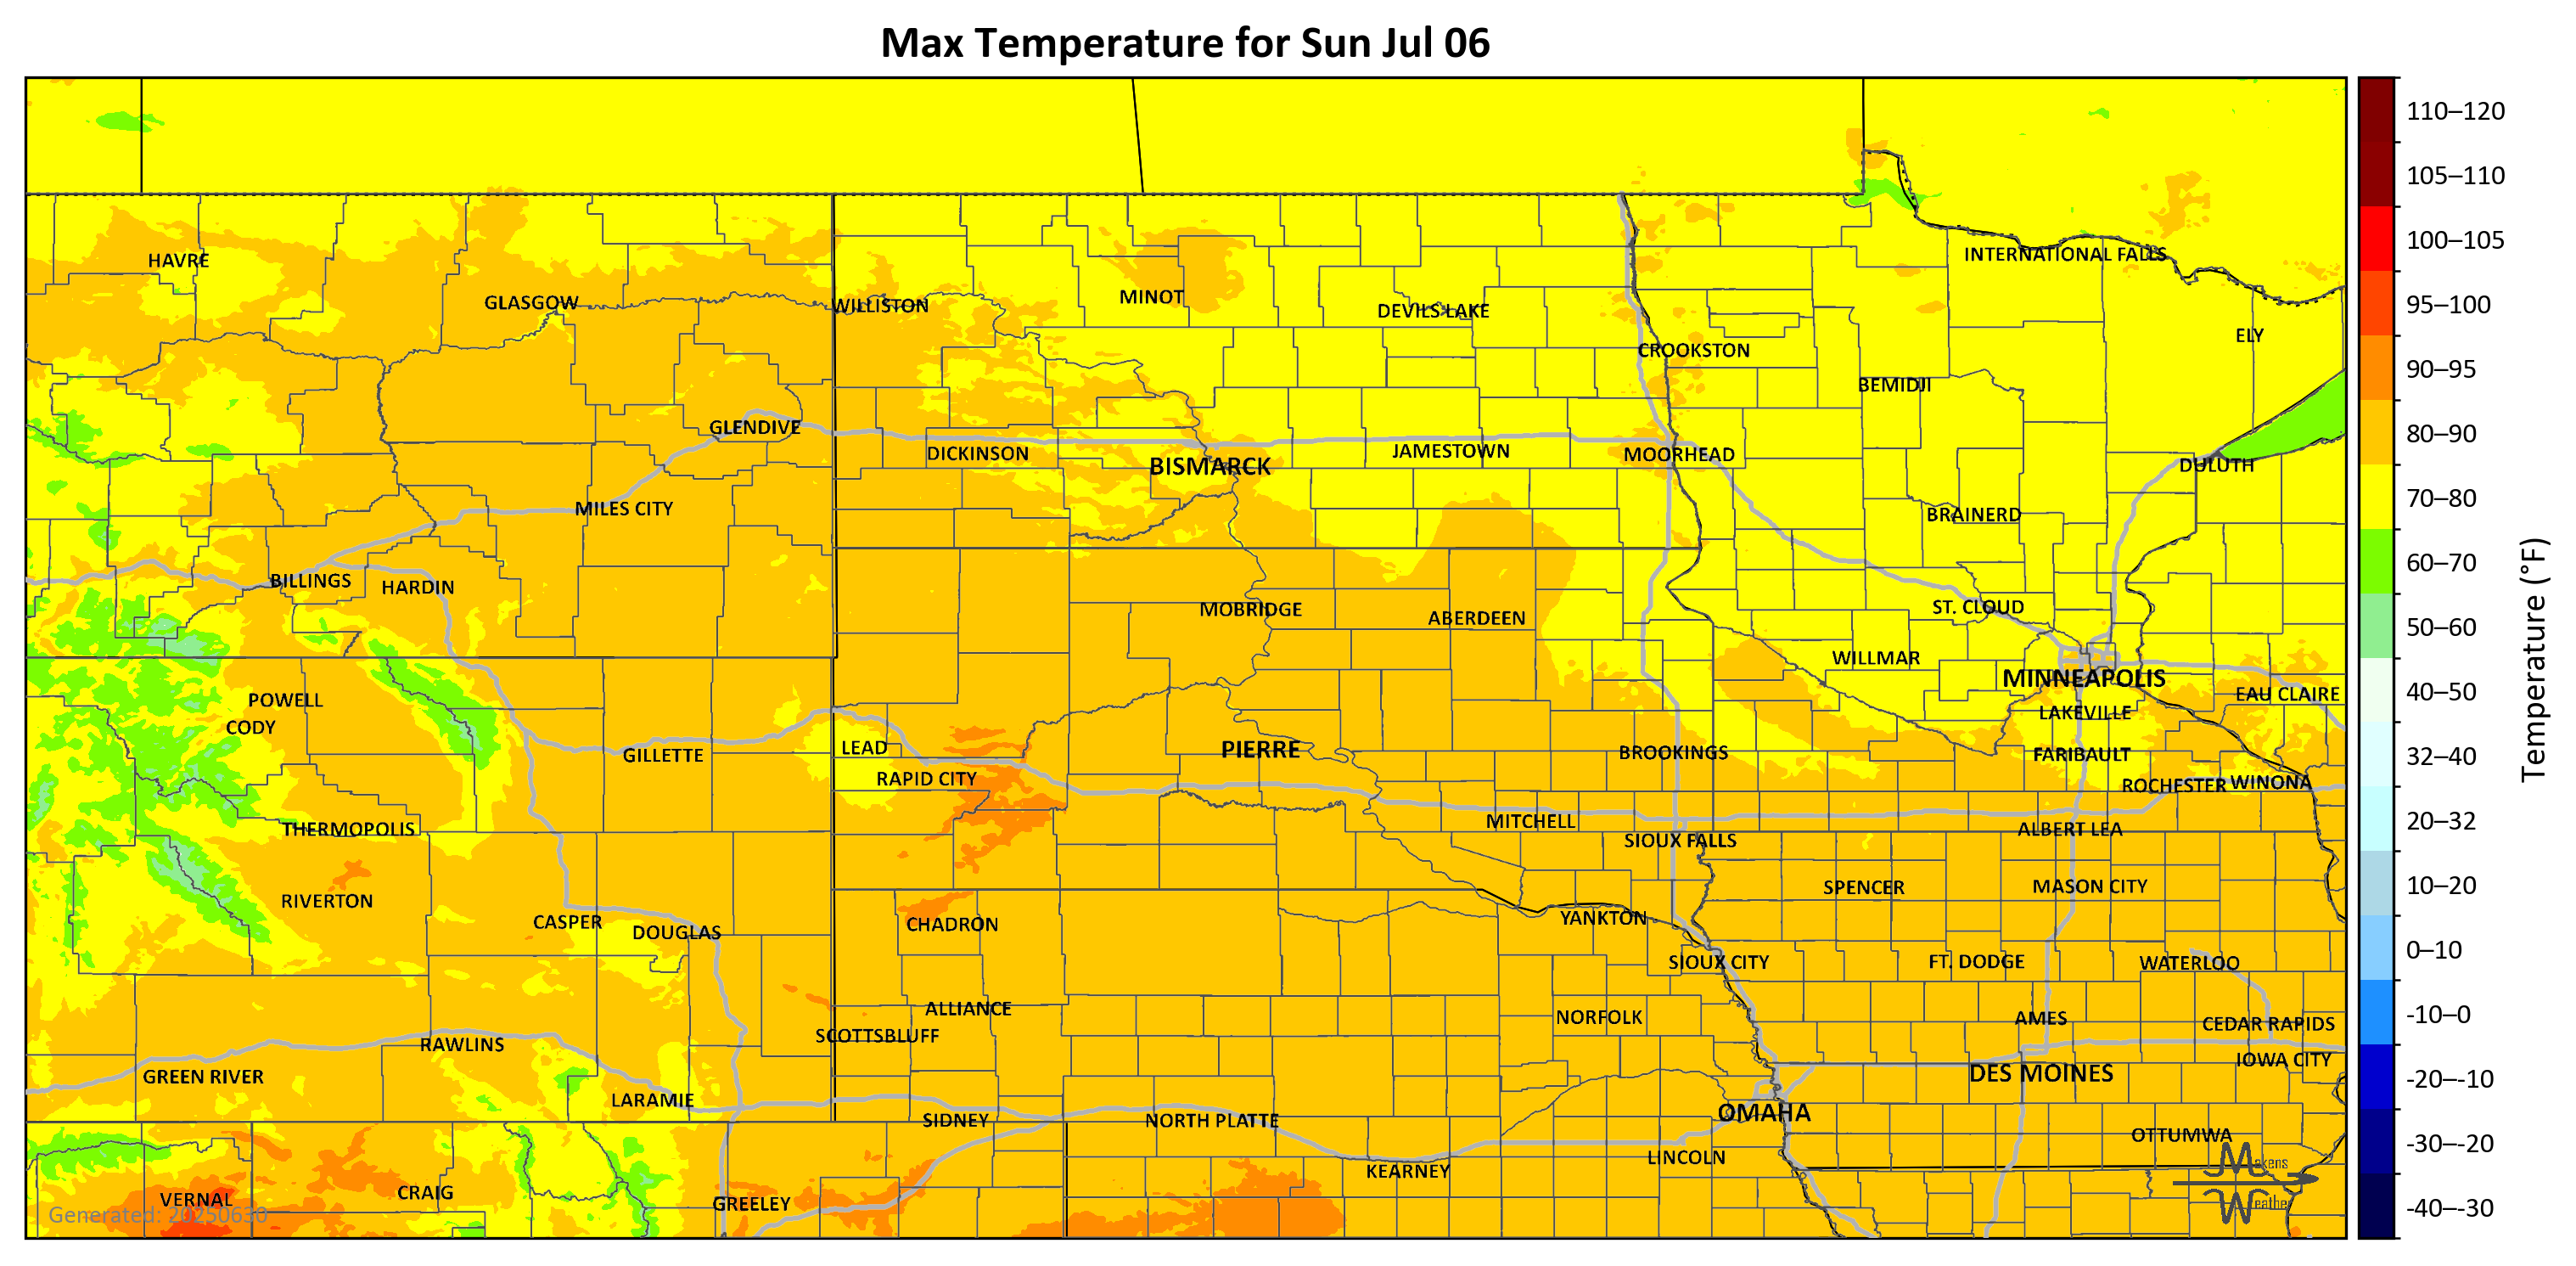 Max Temperature for Sun Jul 06
110–120
105–110
100–105
95–100
90–95
80–90
70–80
60–70
50–60
40–50
32–40
20–32
10–20
0–10
-10–0
-20–-10
-30–-20
-40–-30
Temperature (°F)
HAVRE
INTERNATIONAL FALLS
GLASGOW
WILLISTON
MINOT
DEVILS LAKE
ELY
CROOKSTON
BEMIDJI
GLENDIVE
DICKINSON
BISMARCK
JAMESTOWN
MOORHEAD
DULUTH
MILES CITY
BRAINERD
BILLINGS
HARDIN
MOBRIDGE
ABERDEEN
ST. CLOUD
WILLMAR
MINNEAPOLIS
EAU CLAIRE
POWELL
CODY
LAKEVILLE
GILLETTE
LEAD
PIERRE
BROOKINGS
FARIBAULT
RAPID CITY
ROCHESTER
WINONA
THERMOPOLIS
MITCHELL
SIOUX FALLS
ALBERT LEA
RIVERTON
SPENCER
MASON CITY
CASPER
DOUGLAS
CHADRON
YANKTON
SIOUX CITY
FT. DODGE
WATERLOO
ALLIANCE
NORFOLK
AMES
CEDAR RAPIDS
SCOTTSBLUFF
RAWLINS
IOWA CITY
GREEN RIVER
DES MOINES
LARAMIE
SIDNEY
NORTH PLATTE
OMAHA
OTTUMWA
LINCOLN
KEARNEY
VERNAL
CRAIG
GREELEY
Generated: 20250630
Makens
Weather